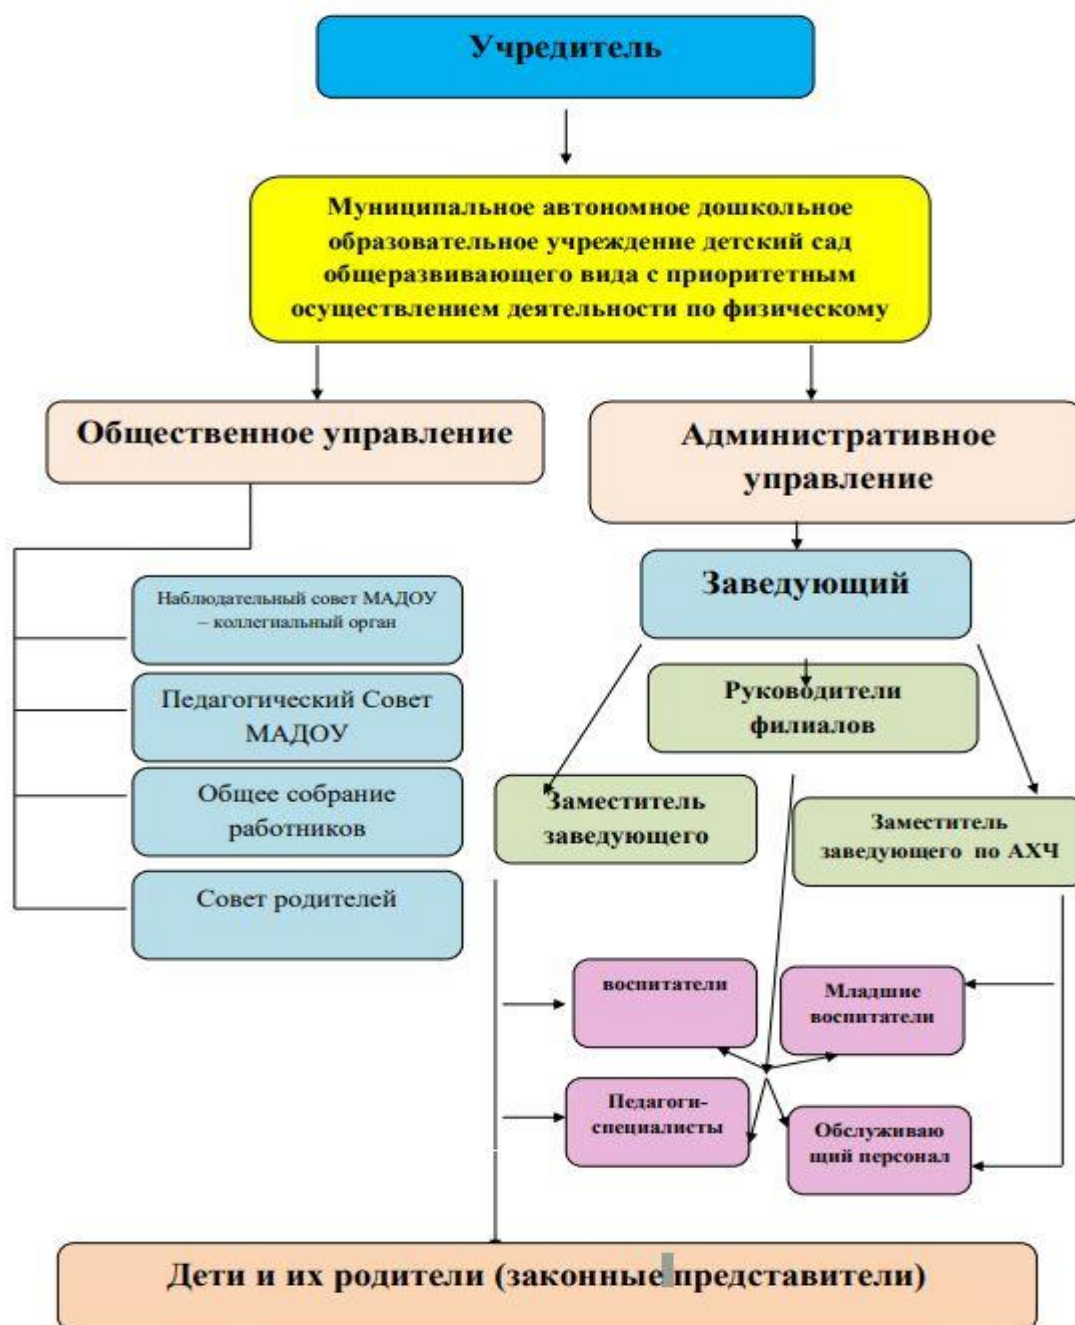 Учредитель
Муниципальное автономное дошкольное
образовательное учреждение детский сад
общеразвивающего вида с приоритетным
осуществлением деятельности по физическому
Общественное управление
Административное
управление
Наблюдательный совет МАДОУ
– коллегиальный орган
Педагогический Совет
МАДОУ
Общее собрание
работников
Совет родителей
Заведующий
Руководители
филиалов
Заместитель
заведующего
Заместитель
заведующего по АХЧ
воспитатели
Младшие
воспитатели
Педагоги-
специалисты
Обслуживаю
щий персонал
Дети и их родители (законные представители)